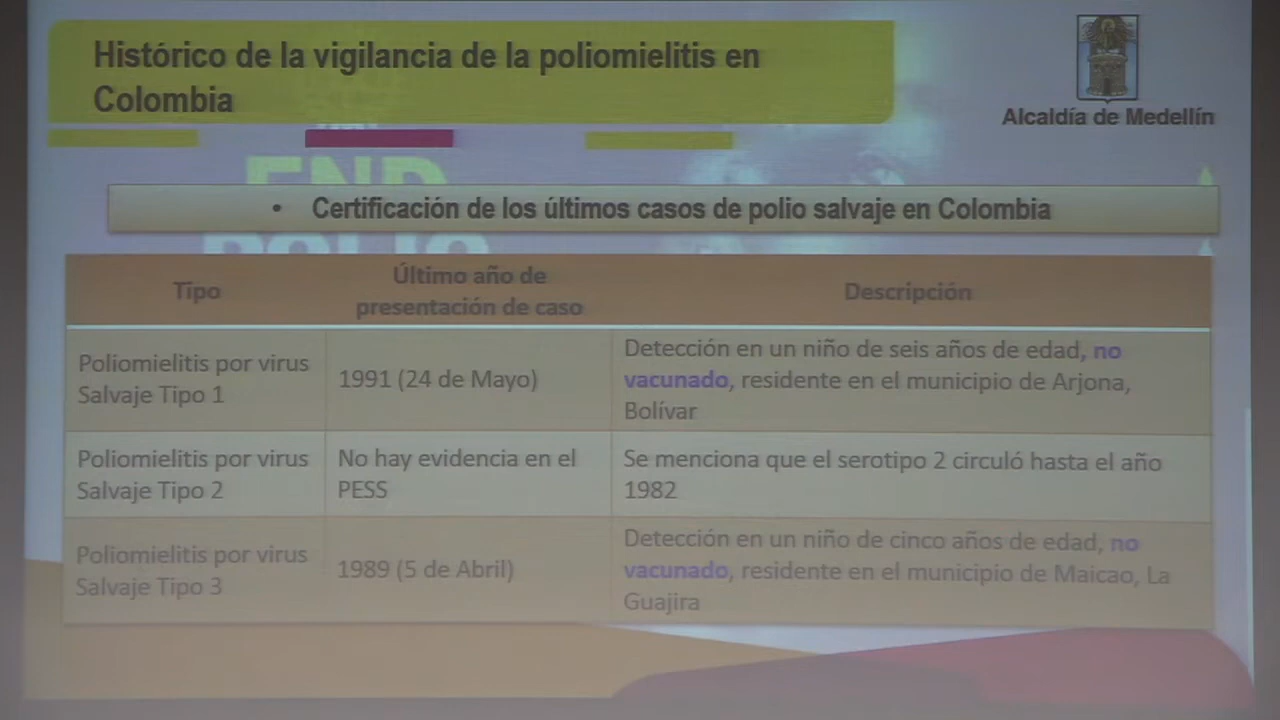 Histórico de la vigilancia de la poliomielitis en
Colombia
Alcaldía de Medellín
END
POLIO
• Certificación de los últimos casos de polio salvaje en Colombia
Tipo
Último año de
presentación de caso
Descripción
Poliomielitis por virus
Salvaje Tipo 1
1991 (24 de Mayo)
Detección en un niño de seis años de edad, no
vacunado, residente en el municipio de Arjona,
Bolívar
Poliomielitis por virus
Salvaje Tipo 2
No hay evidencia en el
PESS
Se menciona que el serotipo 2 circuló hasta el año
1982
Poliomielitis por virus
Salvaje Tipo 3
1989 (5 de Abril)
Detección en un niño de cinco años de edad, no
vacunado, residente en el municipio de Maicao, La
Guajira